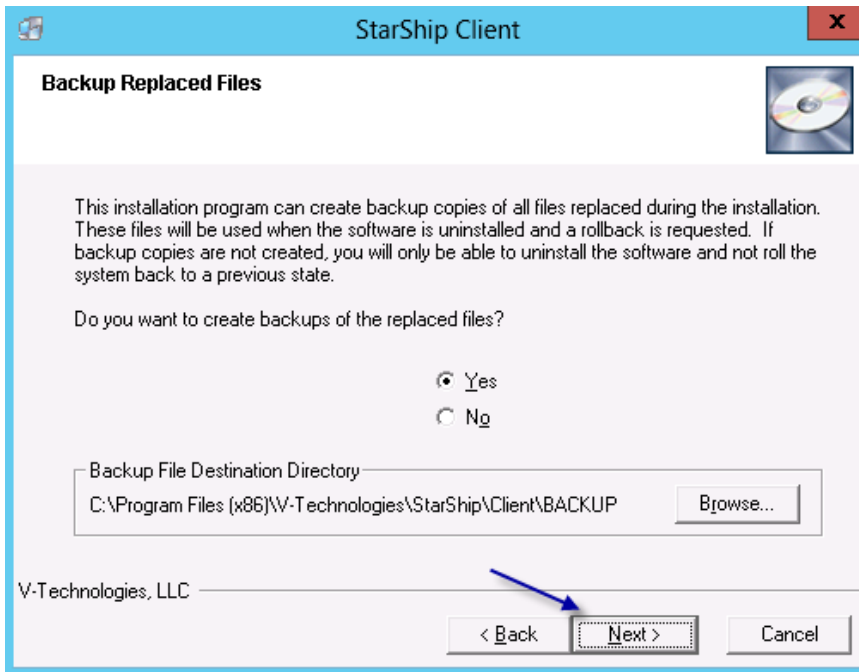 StarShip Client
x
Backup Replaced Files
This installation program can create backup copies of all files replaced during the installation.
These files will be used when the software is uninstalled and a rollback is requested. If
backup copies are not created, you will only be able to uninstall the software and not roll the
system back to a previous state.
Do you want to create backups of the replaced files?
Yes
No
Backup File Destination Directory
C:\Program Files (x86)\V-Technologies\StarShip\Client\BACKUP
Browse...
V-Technologies, LLC
< Back
Next >
Cancel